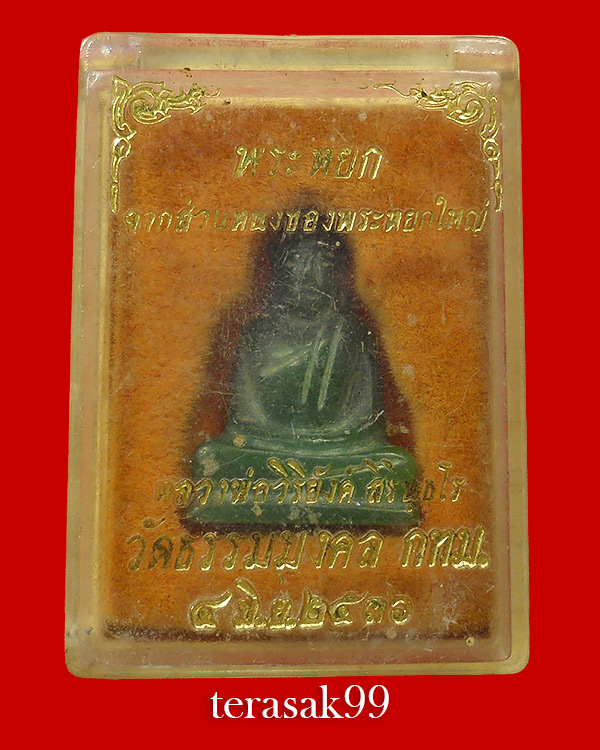 พระหยก
จากส่วนหนึ่งของพระหยกใหญ่
หลวงพ่อวิริยังค์ สิรินฺธโร
วัดธรรมมงคล กทม.
๔ มิ.ย. ๒๕๓๖
terasak99